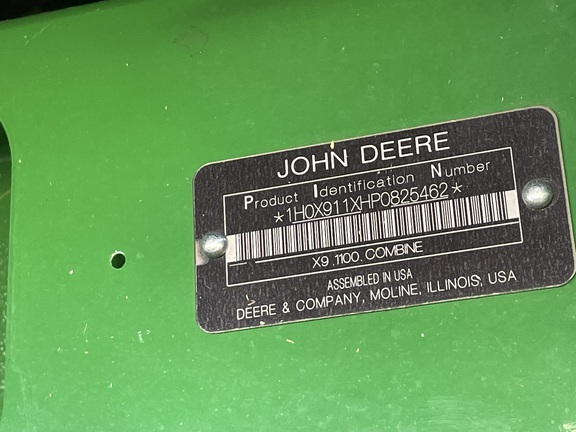 JOHN DEERE
Product Identification Number
*1H0X911XHP0825462*
X9 .1100. COMBINE
ASSEMBLED IN USA
DEERE & COMPANY, MOLINE, ILLINOIS, USA